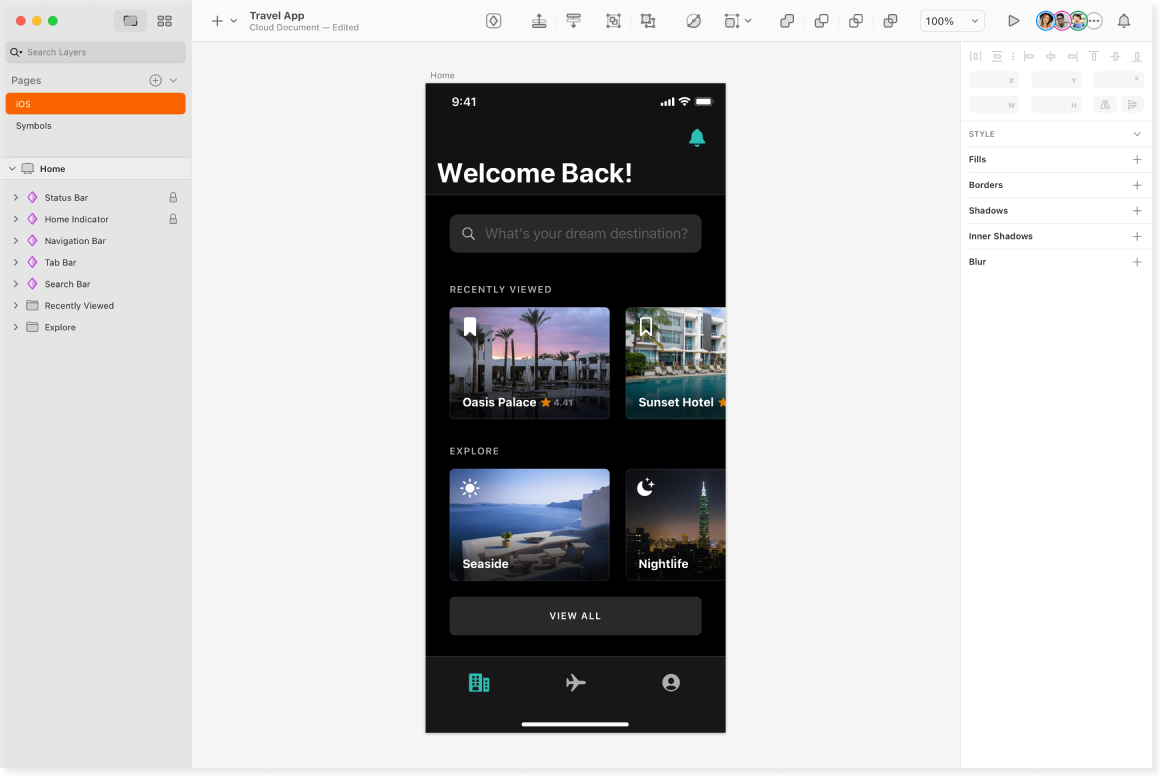 Travel App
Cloud Document — Edited
100%
Search Layers
Pages
iOS
Symbols
Home
Status Bar
Home Indicator
Navigation Bar
Tab Bar
Search Bar
Recently Viewed
Explore
Home
9:41
Welcome Back!
What's your dream destination?
RECENTLY VIEWED
Oasis Palace 4.41
Sunset Hotel
EXPLORE
Seaside
Nightlife
VIEW ALL
X Y °
W H
STYLE
Fills
Borders
Shadows
Inner Shadows
Blur